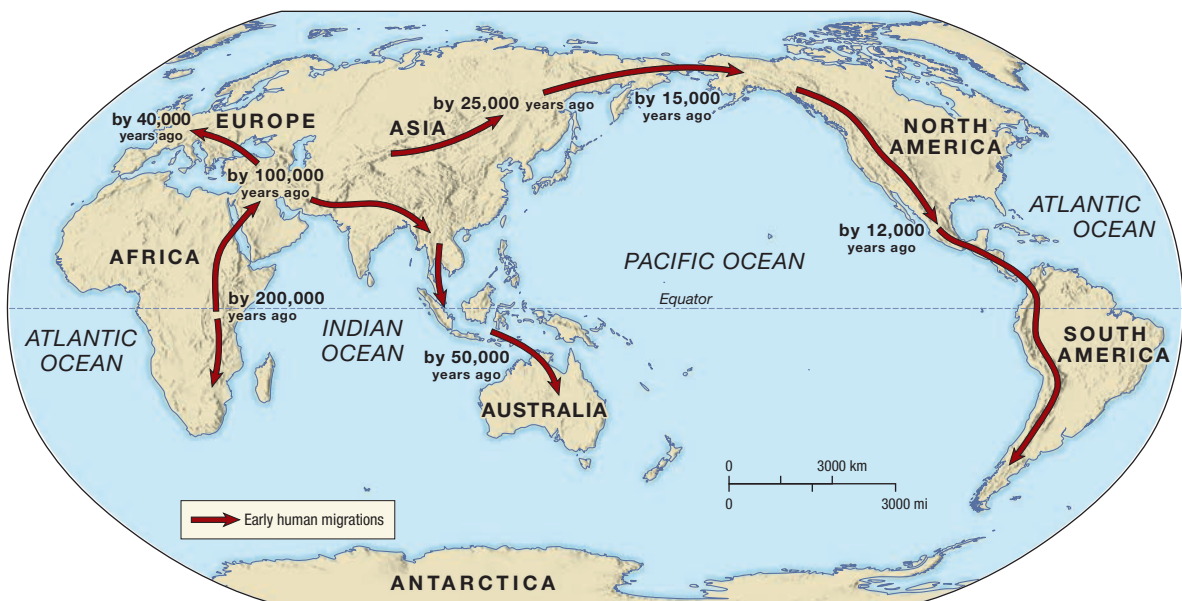 by 40,000
years ago
EUROPE
by 25,000 years ago
ASIA
by 15,000
years ago
NORTH
AMERICA
by 100,000
years ago
ATLANTIC
OCEAN
by 12,000
years ago
AFRICA
PACIFIC OCEAN
by 200,000
years ago
Equator
INDIAN
OCEAN
ATLANTIC
OCEAN
SOUTH
AMERICA
by 50,000
years ago
AUSTRALIA
0 3000 km
0 3000 mi
Early human migrations
ANTARCTICA